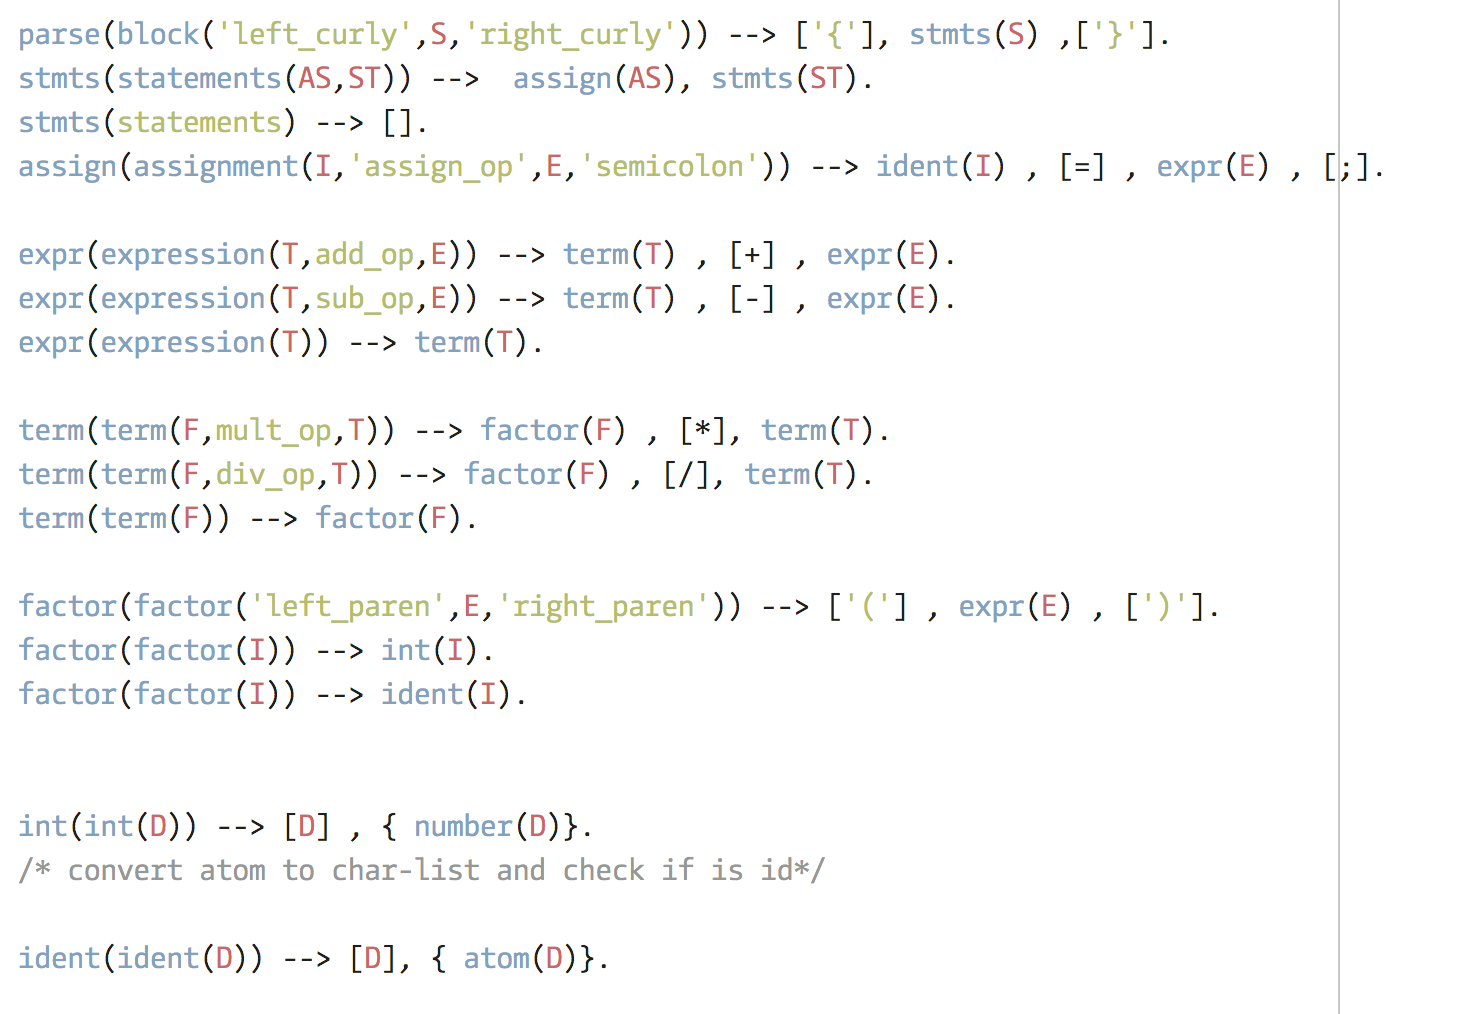 parse(block('left_curly',S,'right_curly')) --> ['{'], stmts(S) ,['}'].
stmts(statements(AS,ST)) -->  assign(AS), stmts(ST).
stmts(statements) --> [].
assign(assignment(I,'assign_op',E,'semicolon')) --> ident(I) , [=] , expr(E) , [;].
expr(expression(T,add_op,E)) --> term(T) , [+] , expr(E).
expr(expression(T,sub_op,E)) --> term(T) , [-] , expr(E).
expr(expression(T)) --> term(T).
term(term(F,mult_op,T)) --> factor(F) , [*], term(T).
term(term(F,div_op,T)) --> factor(F) , [/], term(T).
term(term(F)) --> factor(F).
factor(factor('left_paren',E,'right_paren')) --> ['('] , expr(E) , [')'].
factor(factor(I)) --> int(I).
factor(factor(I)) --> ident(I).
int(int(D)) --> [D] , { number(D)}.
/* convert atom to char-list and check if is id*/
ident(ident(D)) --> [D], { atom(D)}.